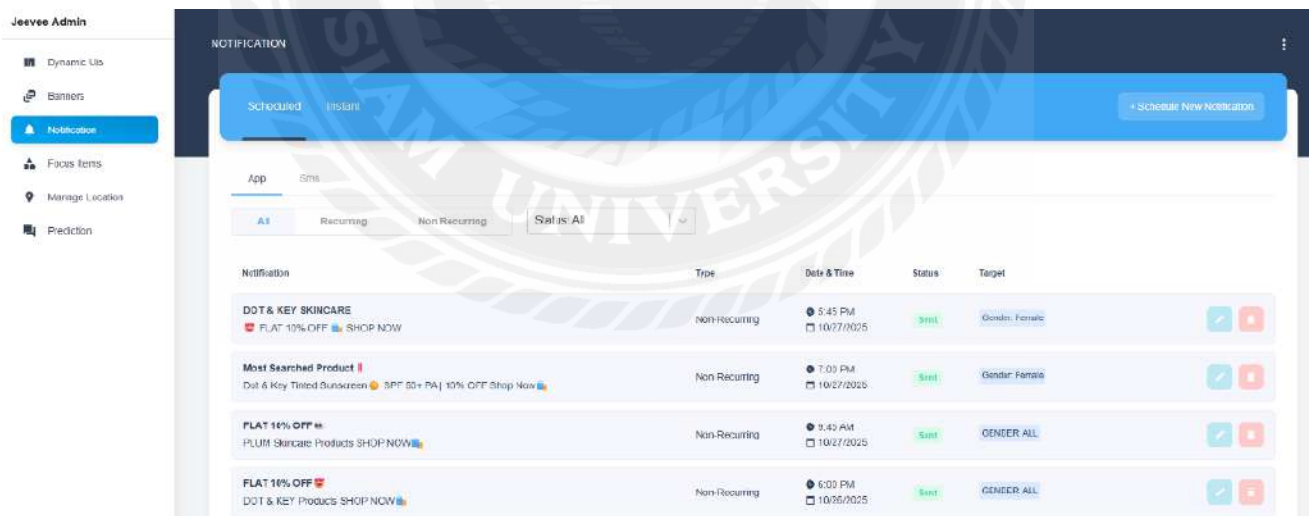 Jeevee Admin
NOTIFICATION
Dynamic UIs
Banners
Notification
Focus Items
Manage Location
Prediction
Scheduled Instant
+ Schedule New Notification
App Sms
All Recurring Non Recurring Status: All
Notification Type Date & Time Status Target
DOT & KEY SKINCARE
FLAT 10% OFF SHOP NOW
Non-Recurring
5:45 PM
10/27/2025
Sent
Gender: Female
Most Searched Product
Dot & Key Tinted Sunscreen SPF 50+ PA| 10% OFF Shop Now
Non-Recurring
7:00 PM
10/27/2025
Sent
Gender: Female
FLAT 10% OFF
PLUM Skincare Products SHOP NOW
Non-Recurring
9:45 AM
10/27/2025
Sent
GENDER ALL
FLAT 10% OFF
DOT & KEY Products SHOP NOW
Non-Recurring
6:00 PM
10/26/2025
Sent
GENDER ALL
SIAM UNIVERSITY